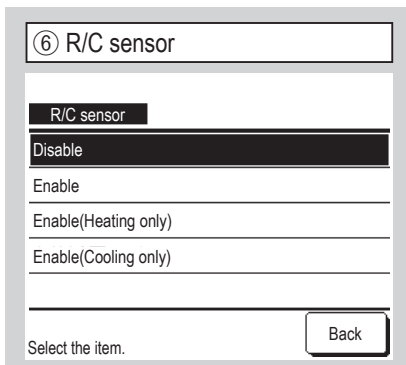 ⑥ R/C sensor
R/C sensor
Disable
Enable
Enable(Heating only)
Enable(Cooling only)
Select the item.
Back